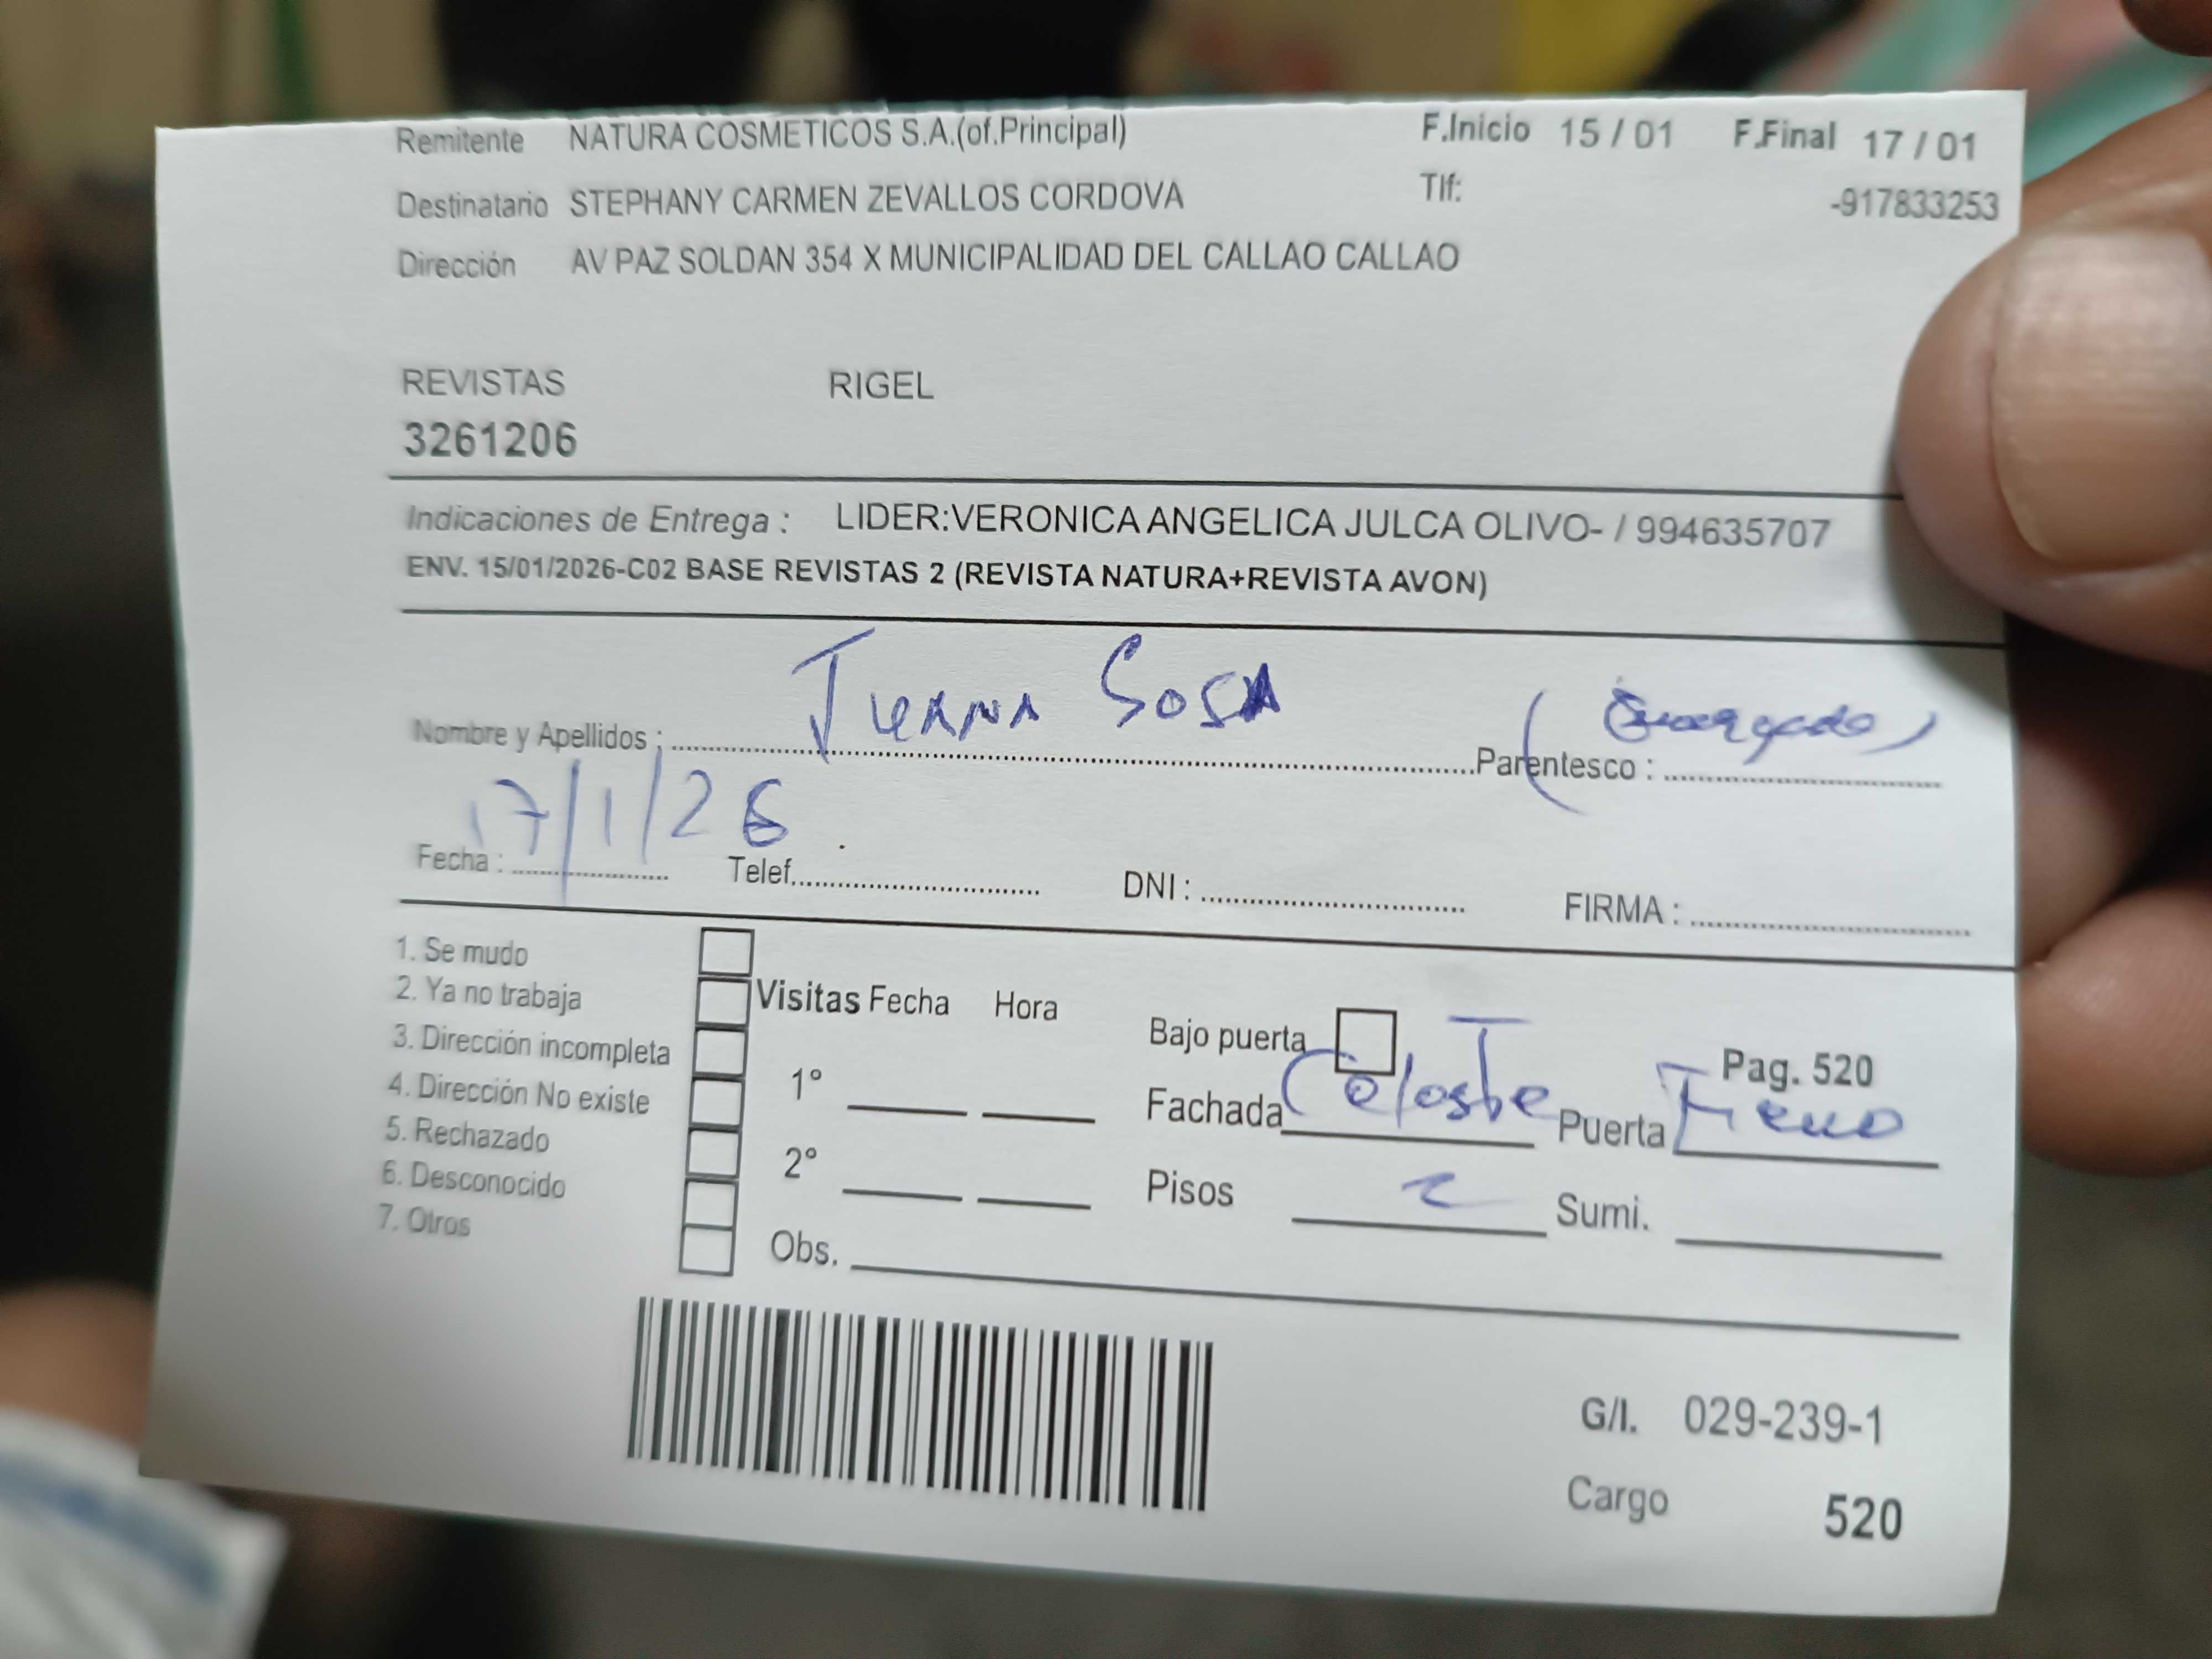 Remitente NATURA COSMETICOS S.A.(of.Principal) F.Inicio 15 / 01 F.Final 17 / 01
Destinatario STEPHANY CARMEN ZEVALLOS CORDOVA Tlf: -917833253
Dirección AV PAZ SOLDAN 354 X MUNICIPALIDAD DEL CALLAO CALLAO
REVISTAS RIGEL
3261206
Indicaciones de Entrega : LIDER:VERONICA ANGELICA JULCA OLIVO- / 994635707
ENV. 15/01/2026-C02 BASE REVISTAS 2 (REVISTA NATURA+REVISTA AVON)
Nombre y Apellidos : Juana Sosa Parentesco : (Encargado)
Fecha : 17/1/26 Telef. DNI : FIRMA :
1. Se mudo
2. Ya no trabaja Visitas Fecha Hora
3. Dirección incompleta Bajo puerta Pag. 520
4. Dirección No existe 1° Fachada Celeste Puerta Fierro
5. Rechazado
6. Desconocido 2° Pisos 2 Sumi.
7. Otros Obs.
G/I. 029-239-1
Cargo 520